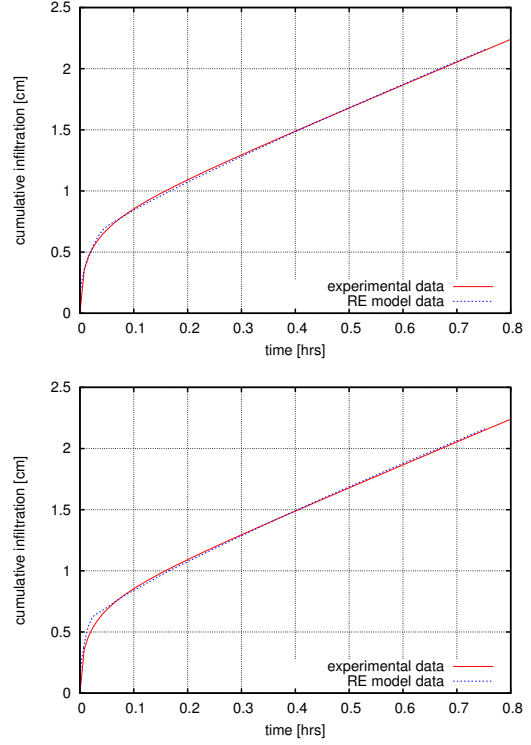 2.5
2
1.5
1
0.5
0
cumulative infiltration [cm]
experimental data
RE model data
0 0.1 0.2 0.3 0.4 0.5 0.6 0.7 0.8
time [hrs]
2.5
2
1.5
1
0.5
0
cumulative infiltration [cm]
experimental data
RE model data
0 0.1 0.2 0.3 0.4 0.5 0.6 0.7 0.8
time [hrs]